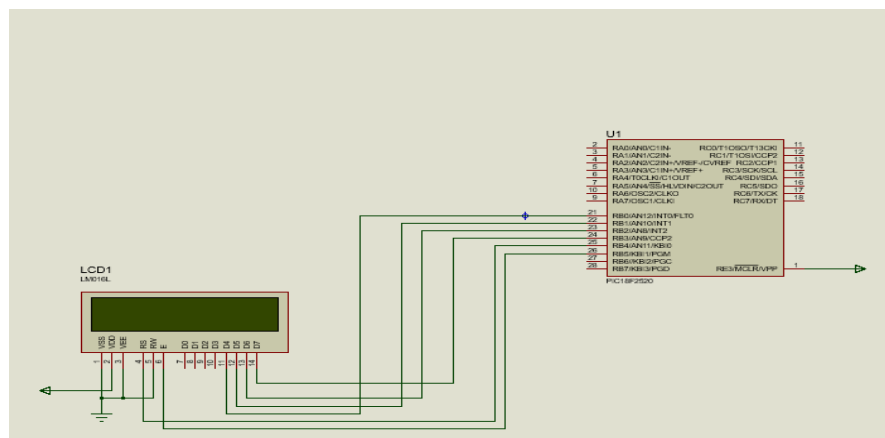 U1
2 RA0/AN0/C1IN- RC0/T1OSO/T13CKI 11
3 RA1/AN1/C2IN- RC1/T1OSI/CCP2 12
4 RA2/AN2/C2IN+/VREF-/CVREF RC2/CCP1 13
5 RA3/AN3/C1IN+/VREF+ RC3/SCK/SCL 14
6 RA4/T0CLKI/C1OUT RC4/SDI/SDA 15
7 RA5/AN4/SS/HLVDIN/C2OUT RC5/SDO 16
10 RA6/OSC2/CLKO RC6/TX/CK 17
9 RA7/OSC1/CLKI RC7/RX/DT 18
21 RB0/AN12/INT0/FLT0
22 RB1/AN10/INT1
23 RB2/AN8/INT2
24 RB3/AN9/CCP2
25 RB4/AN11/KBI0
26 RB5/KBI1/PGM
27 RB6/KBI2/PGC
28 RB7/KBI3/PGD RE3/MCLR/VPP 1
PIC18F2520
LCD1
LM016L
VSS VDD VEE RS RW E D0 D1 D2 D3 D4 D5 D6 D7
1 2 3 4 5 6 7 8 9 10 11 12 13 14